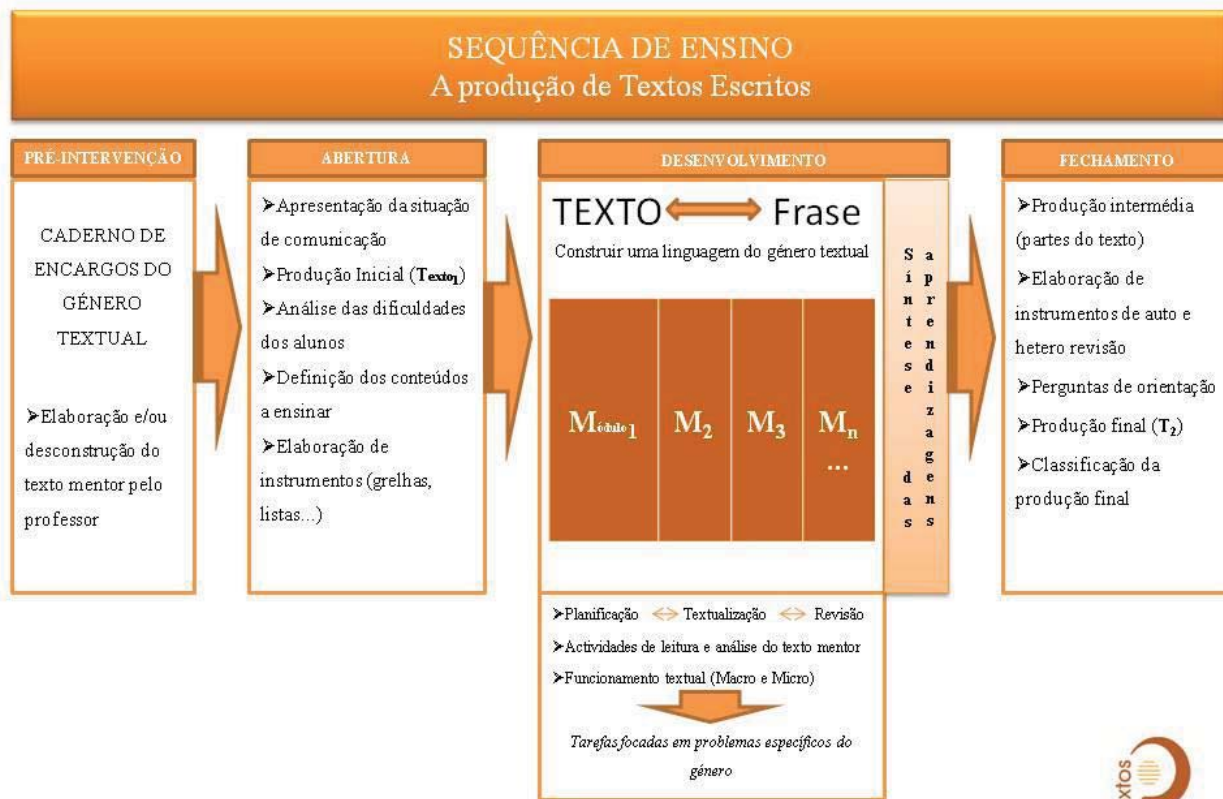 SEQUÊNCIA DE ENSINO
A produção de Textos Escritos
PRÉ-INTERVENÇÃO
CADERNO DE
ENCARGOS DO
GÉNERO
TEXTUAL
➤Elaboração e/ou
desconstrução do
texto mentor pelo
professor
ABERTURA
➤Apresentação da situação
de comunicação
➤Produção Inicial (Texto1)
➤Análise das dificuldades
dos alunos
➤Definição dos conteúdos
a ensinar
➤Elaboração de
instrumentos (grelhas,
listas...)
DESENVOLVIMENTO
TEXTO Frase
Construir uma linguagem do género textual
Módulo1 M2 M3 Mn
...
Síntese das
aprendizagens
➤Planificação <=> Textualização <=> Revisão
➤Actividades de leitura e análise do texto mentor
➤Funcionamento textual (Macro e Micro)
Tarefas focadas em problemas específicos do
género
FECHAMENTO
➤Produção intermédia
(partes do texto)
➤Elaboração de
instrumentos de auto e
hetero revisão
➤Perguntas de orientação
➤Produção final (T2)
➤Classificação da
produção final